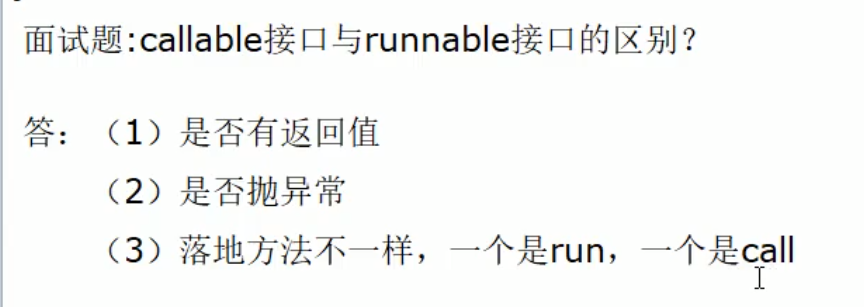 面试题:callable接口与runnable接口的区别？
答：（1）是否有返回值
（2）是否抛异常
（3）落地方法不一样，一个是run，一个是call